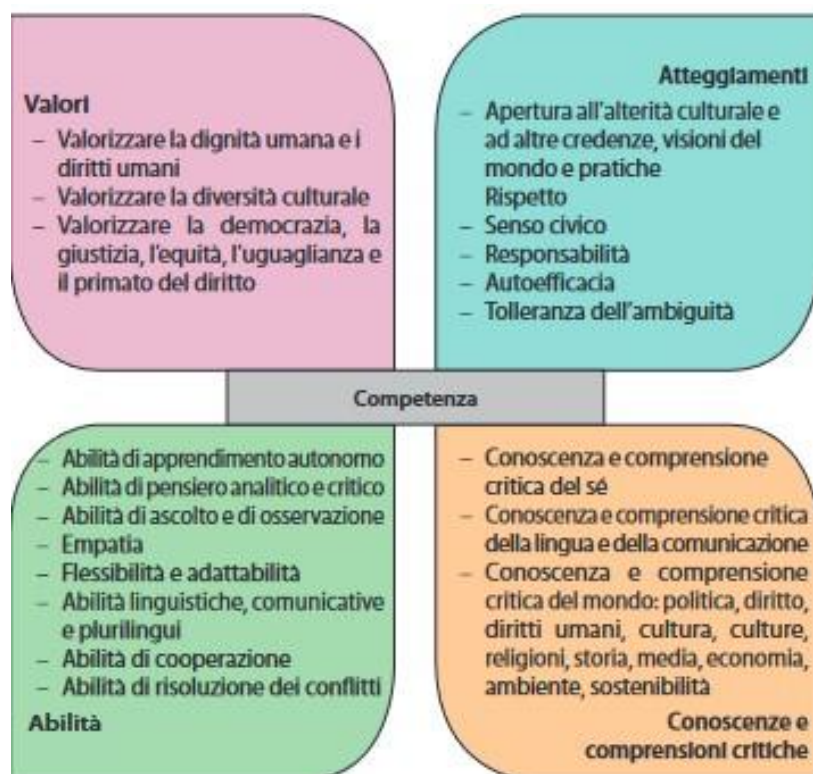 Valori
– Valorizzare la dignità umana e i
diritti umani
– Valorizzare la diversità culturale
– Valorizzare la democrazia, la
giustizia, l'equità, l'uguaglianza e
il primato del diritto
Atteggiamenti
– Apertura all'alterità culturale e
ad altre credenze, visioni del
mondo e pratiche
Rispetto
– Senso civico
– Responsabilità
– Autoefficacia
– Tolleranza dell'ambiguità
Competenza
– Abilità di apprendimento autonomo
– Abilità di pensiero analitico e critico
– Abilità di ascolto e di osservazione
– Empatia
– Flessibilità e adattabilità
– Abilità linguistiche, comunicative
e plurilingui
– Abilità di cooperazione
– Abilità di risoluzione dei conflitti
Abilità
– Conoscenza e comprensione
critica del sé
– Conoscenza e comprensione critica
della lingua e della comunicazione
– Conoscenza e comprensione
critica del mondo: politica, diritto,
diritti umani, cultura, culture,
religioni, storia, media, economia,
ambiente, sostenibilità
Conoscenze e
comprensioni critiche